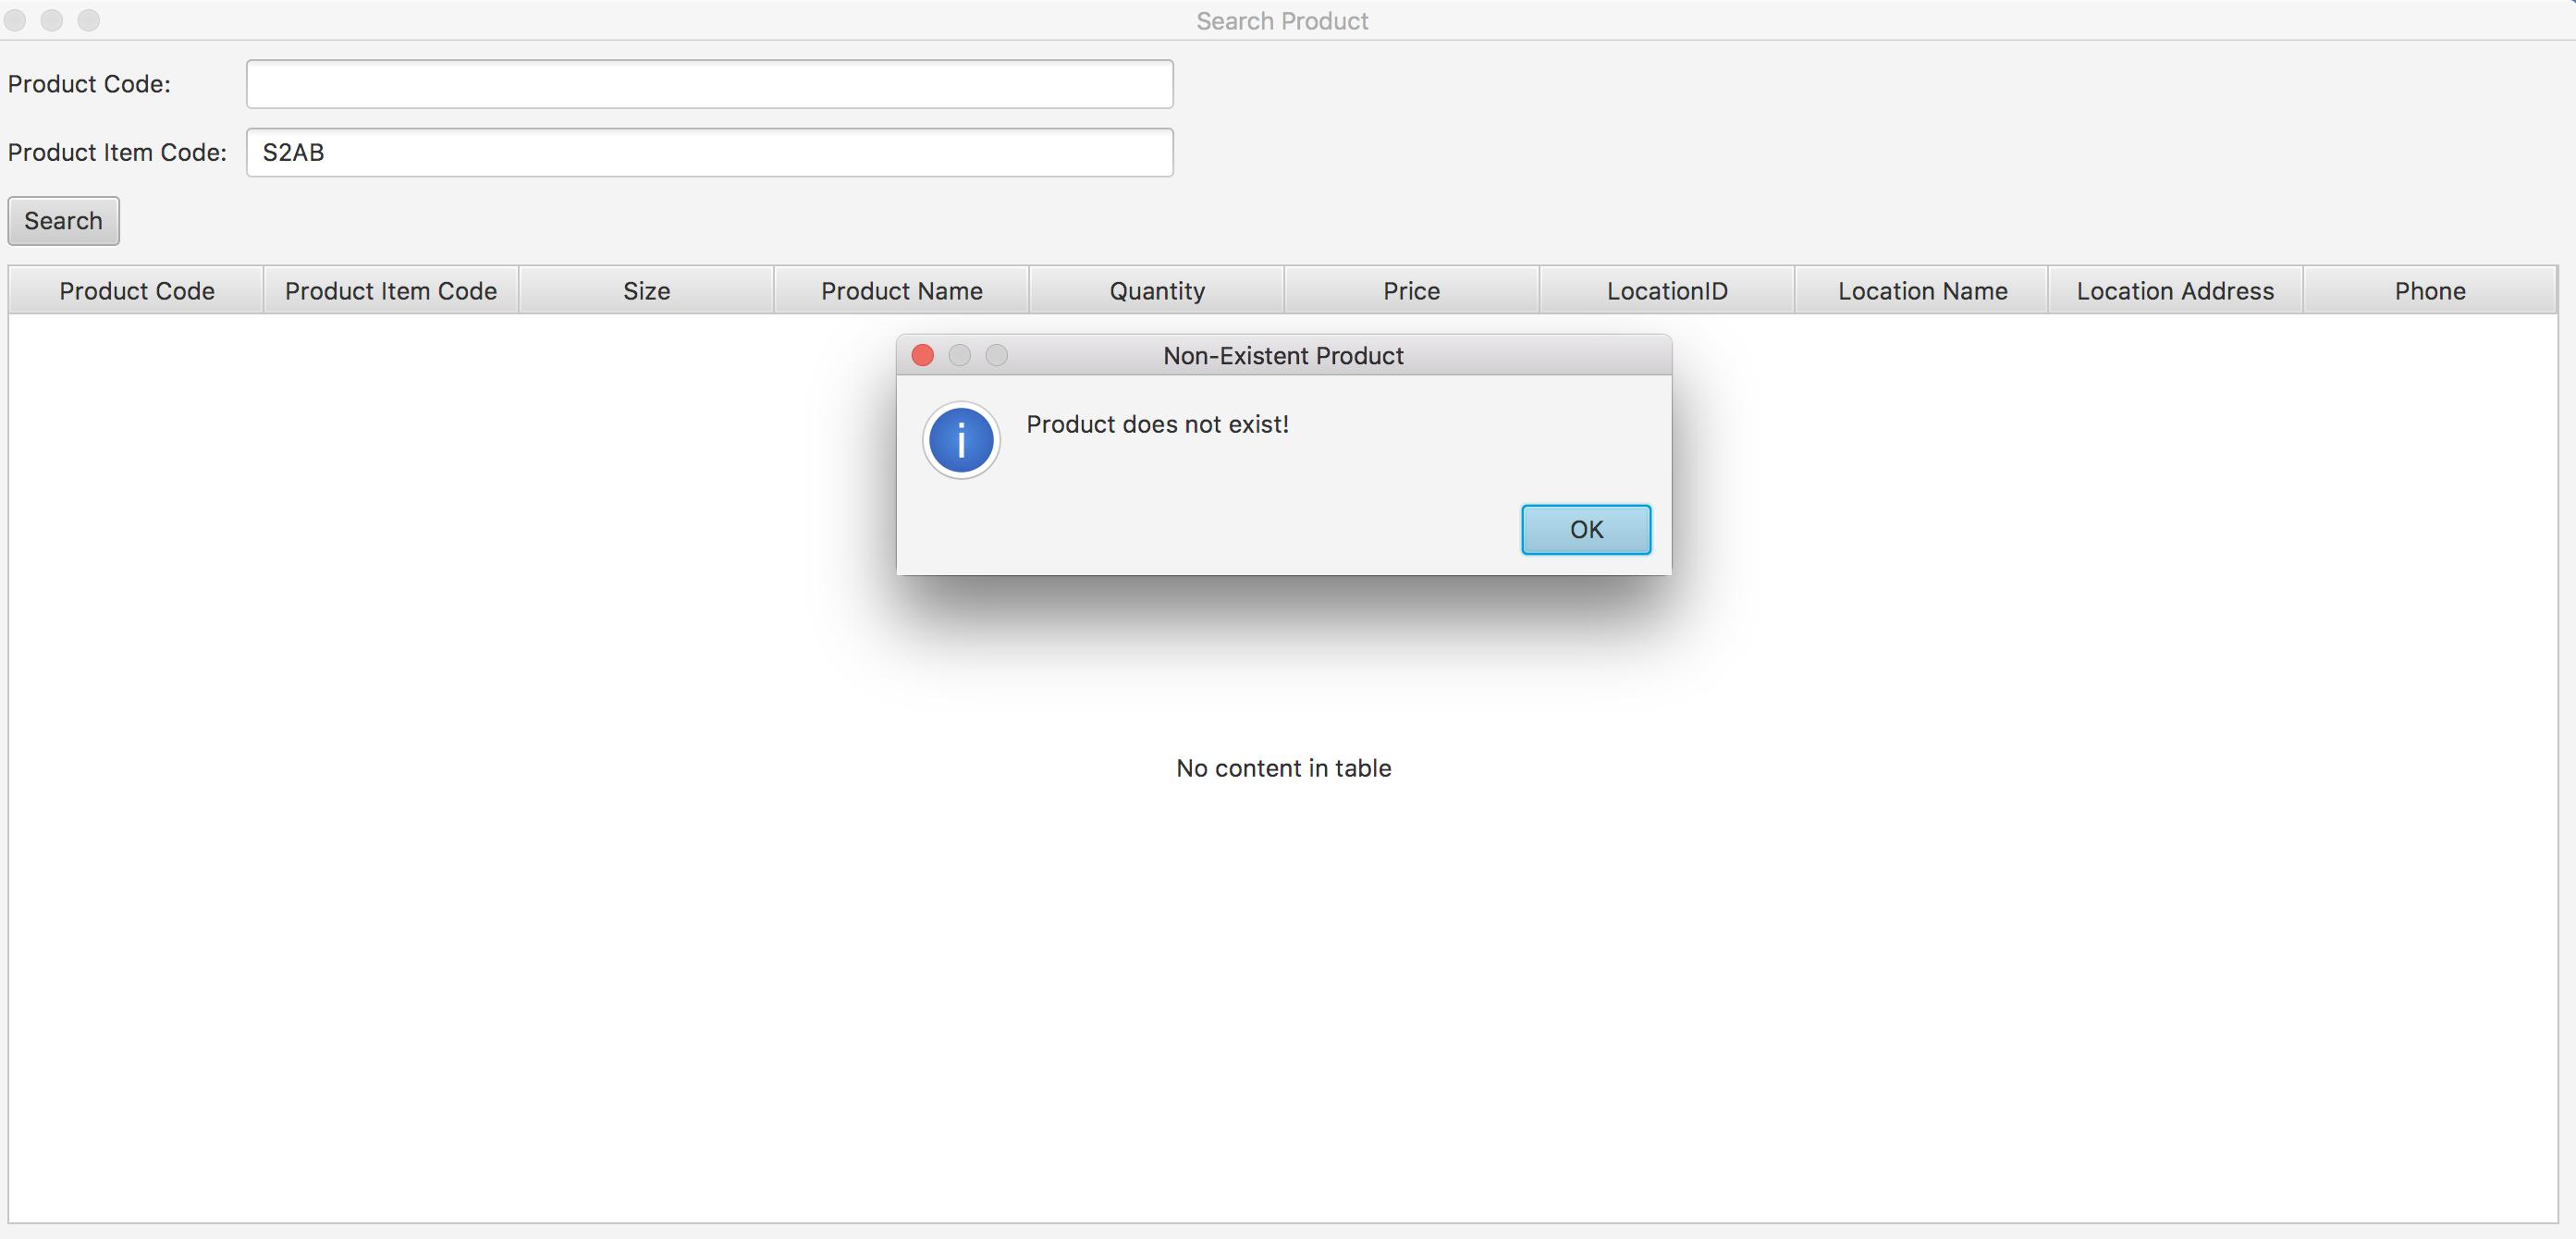 Search Product
Product Code:
Product Item Code: S2AB
Search
Product Code Product Item Code Size Product Name Quantity Price LocationID Location Name Location Address Phone
Non-Existent Product
i
Product does not exist!
OK
No content in table